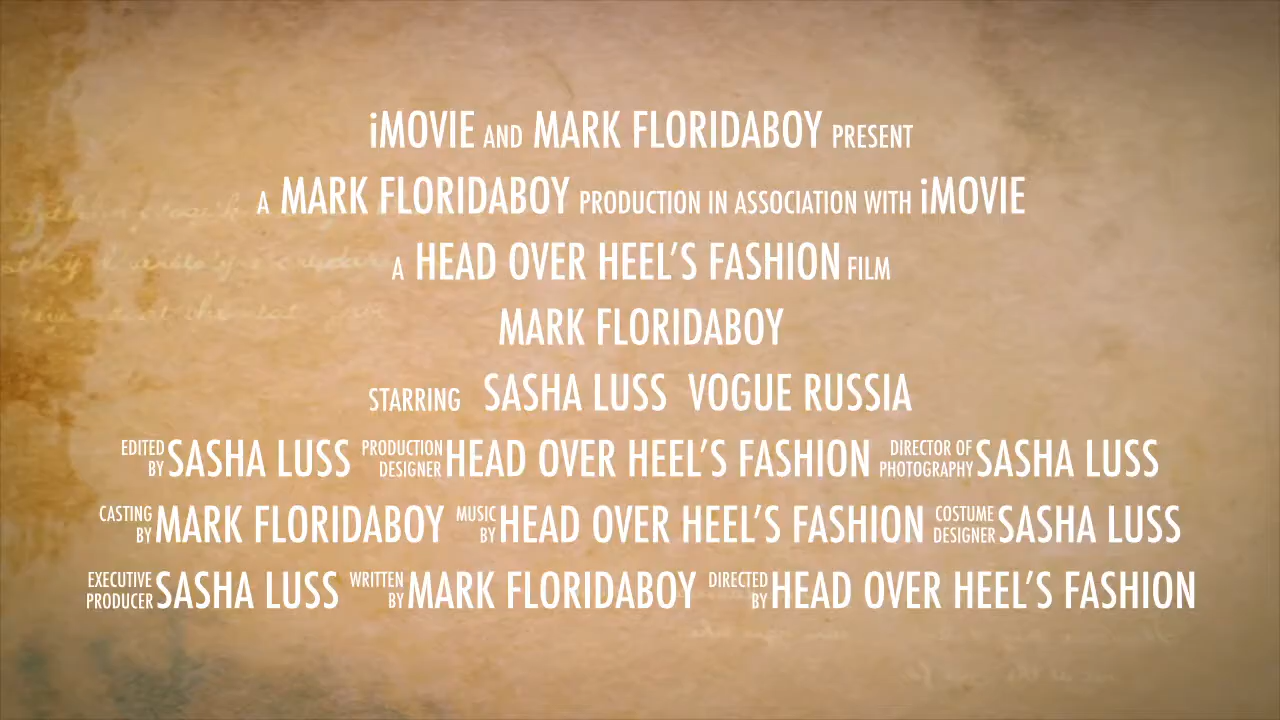 iMOVIE AND MARK FLORIDABOY PRESENT
A MARK FLORIDABOY PRODUCTION IN ASSOCIATION WITH iMOVIE
A HEAD OVER HEEL'S FASHION FILM
MARK FLORIDABOY
STARRING SASHA LUSS VOGUE RUSSIA
EDITED BY SASHA LUSS PRODUCTION DESIGNER HEAD OVER HEEL'S FASHION DIRECTOR OF PHOTOGRAPHY SASHA LUSS
CASTING BY MARK FLORIDABOY MUSIC BY HEAD OVER HEEL'S FASHION COSTUME DESIGNER SASHA LUSS
EXECUTIVE PRODUCER SASHA LUSS WRITTEN BY MARK FLORIDABOY DIRECTED BY HEAD OVER HEEL'S FASHION